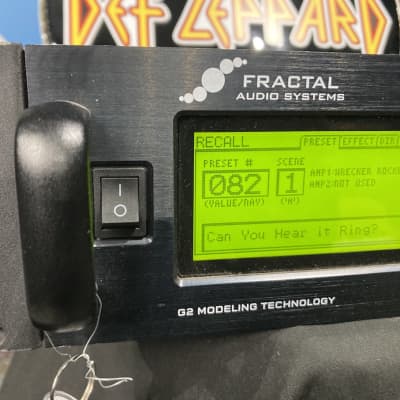 DEF LEPPARD
FRACTAL
AUDIO SYSTEMS
RECALL PRESET EFFECT
PRESET # SCENE
082 1
AMP1:WRECKER ROCKE
AMP2:NOT USED
(VALUE/NAV) ('A')
Can You Hear it Ring?
I
O
G2 MODELING TECHNOLOGY